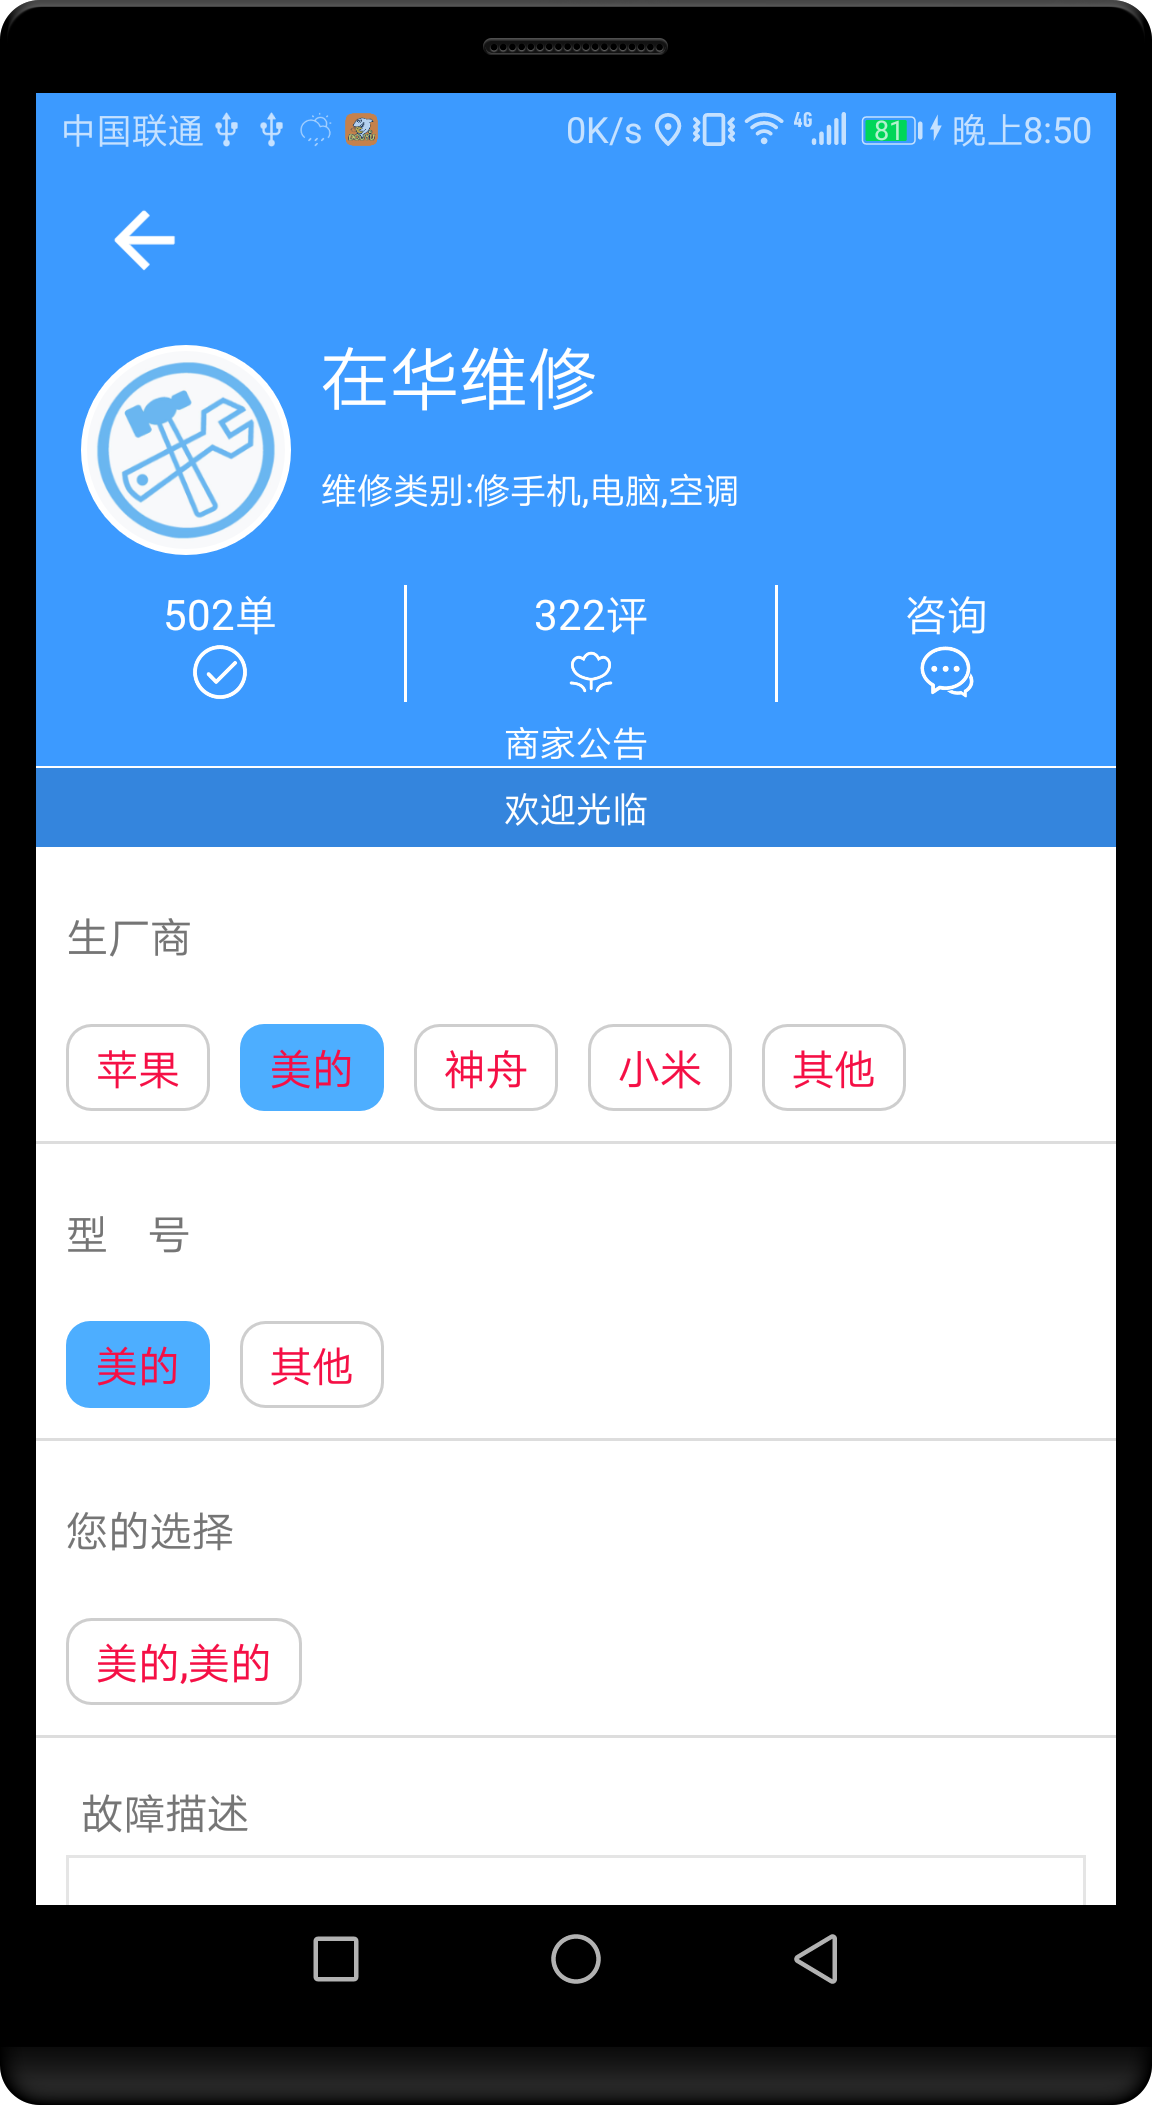 中国联通 0K/s 4G 81 晚上8:50
在华维修
维修类别:修手机,电脑,空调
502单 322评 咨询
商家公告
欢迎光临
生厂商
苹果 美的 神舟 小米 其他
型 号
美的 其他
您的选择
美的,美的
故障描述